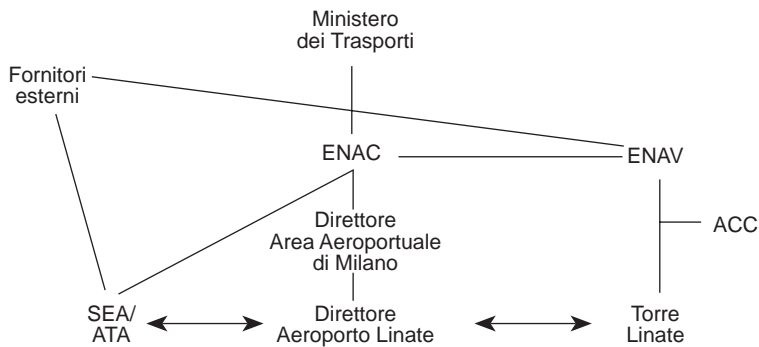 Ministero
dei Trasporti
Fornitori
esterni
ENAC
ENAV
Direttore
Area Aeroportuale
di Milano
ACC
SEA/
ATA
Direttore
Aeroporto Linate
Torre
Linate